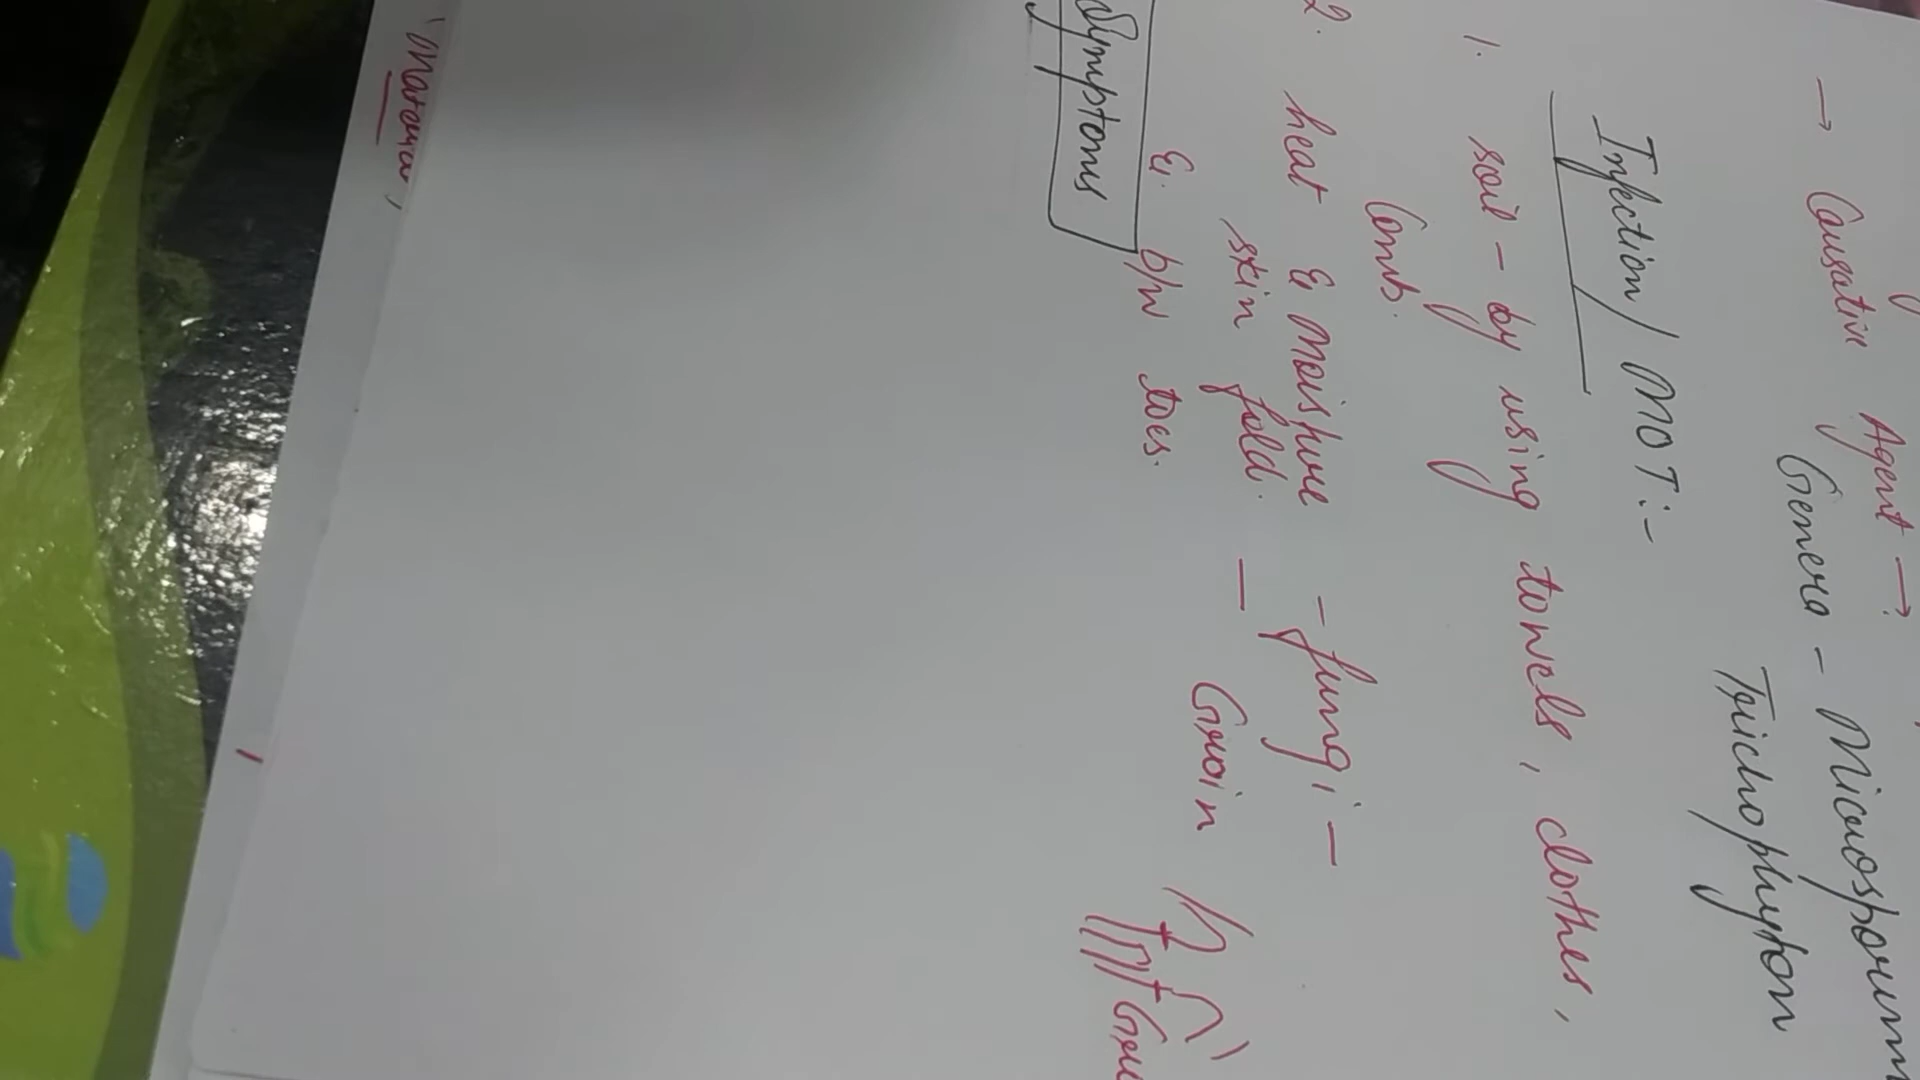 → Causative Agent →
Genera - Microsporum
Trichophyton
Infection / MOT :-
1. soil - by using towels, clothes,
Comb.
2. heat & moisture - fungi -
skin fold. - Groin
& b/w toes.
Symptoms